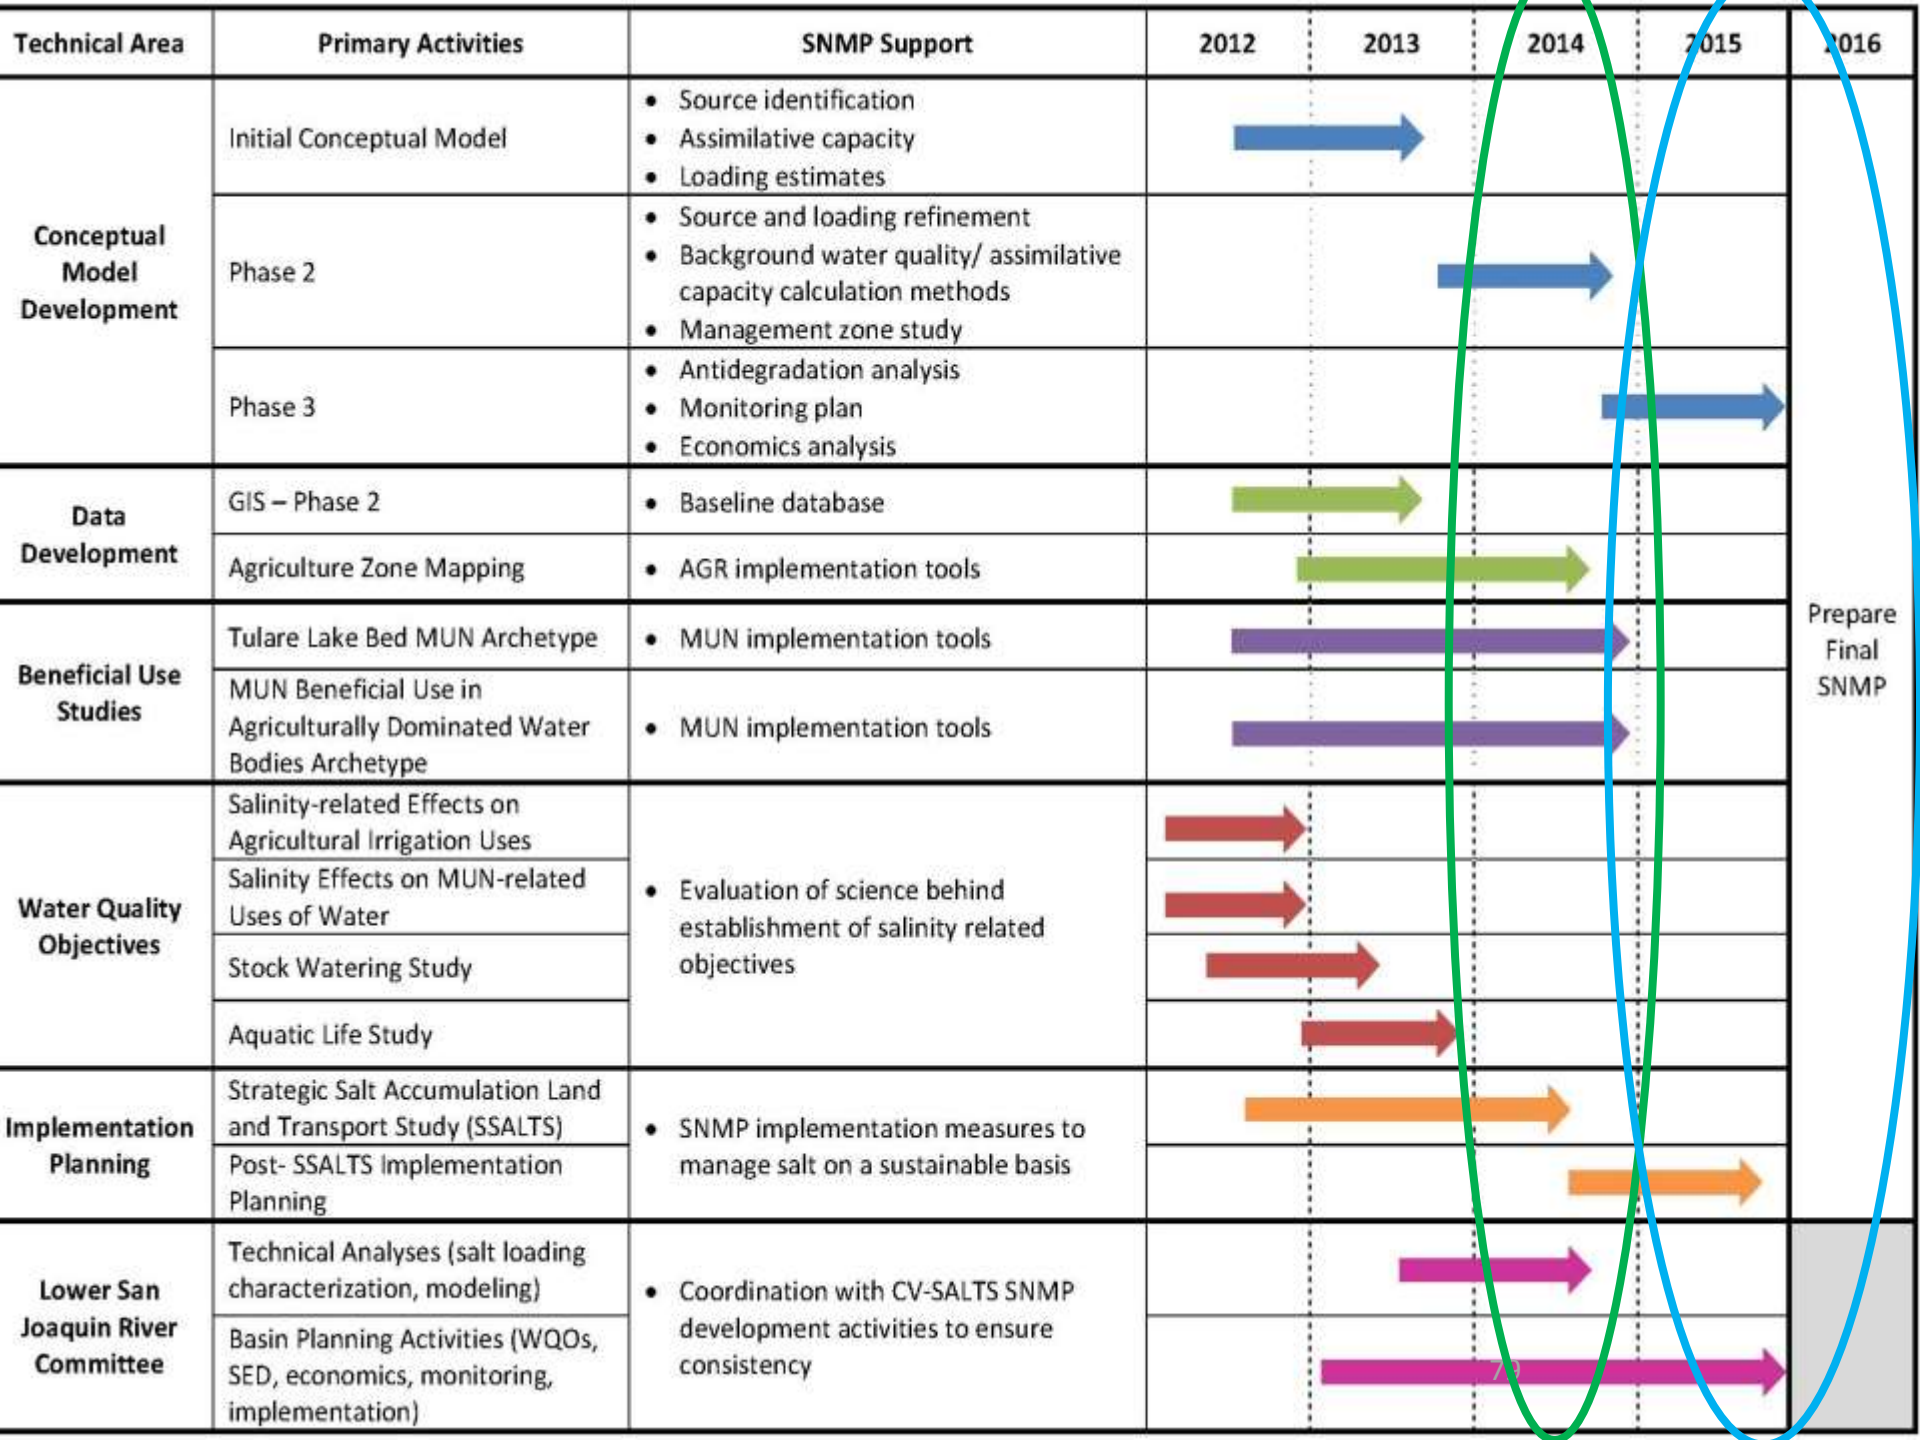 Technical Area Primary Activities SNMP Support 2012 2013 2014 2015 2016
Conceptual
Model
Development
Initial Conceptual Model
• Source identification
• Assimilative capacity
• Loading estimates
Phase 2
• Source and loading refinement
• Background water quality/ assimilative
capacity calculation methods
• Management zone study
Phase 3
• Antidegradation analysis
• Monitoring plan
• Economics analysis
Data
Development
GIS – Phase 2
• Baseline database
Agriculture Zone Mapping
• AGR implementation tools
Beneficial Use
Studies
Tulare Lake Bed MUN Archetype
• MUN implementation tools
MUN Beneficial Use in
Agriculturally Dominated Water
Bodies Archetype
• MUN implementation tools
Water Quality
Objectives
Salinity-related Effects on
Agricultural Irrigation Uses
Salinity Effects on MUN-related
Uses of Water
Stock Watering Study
Aquatic Life Study
• Evaluation of science behind
establishment of salinity related
objectives
Implementation
Planning
Strategic Salt Accumulation Land
and Transport Study (SSALTS)
Post- SSALTS Implementation
Planning
• SNMP implementation measures to
manage salt on a sustainable basis
Lower San
Joaquin River
Committee
Technical Analyses (salt loading
characterization, modeling)
Basin Planning Activities (WQOs,
SED, economics, monitoring,
implementation)
• Coordination with CV-SALTS SNMP
development activities to ensure
consistency
Prepare
Final
SNMP
79